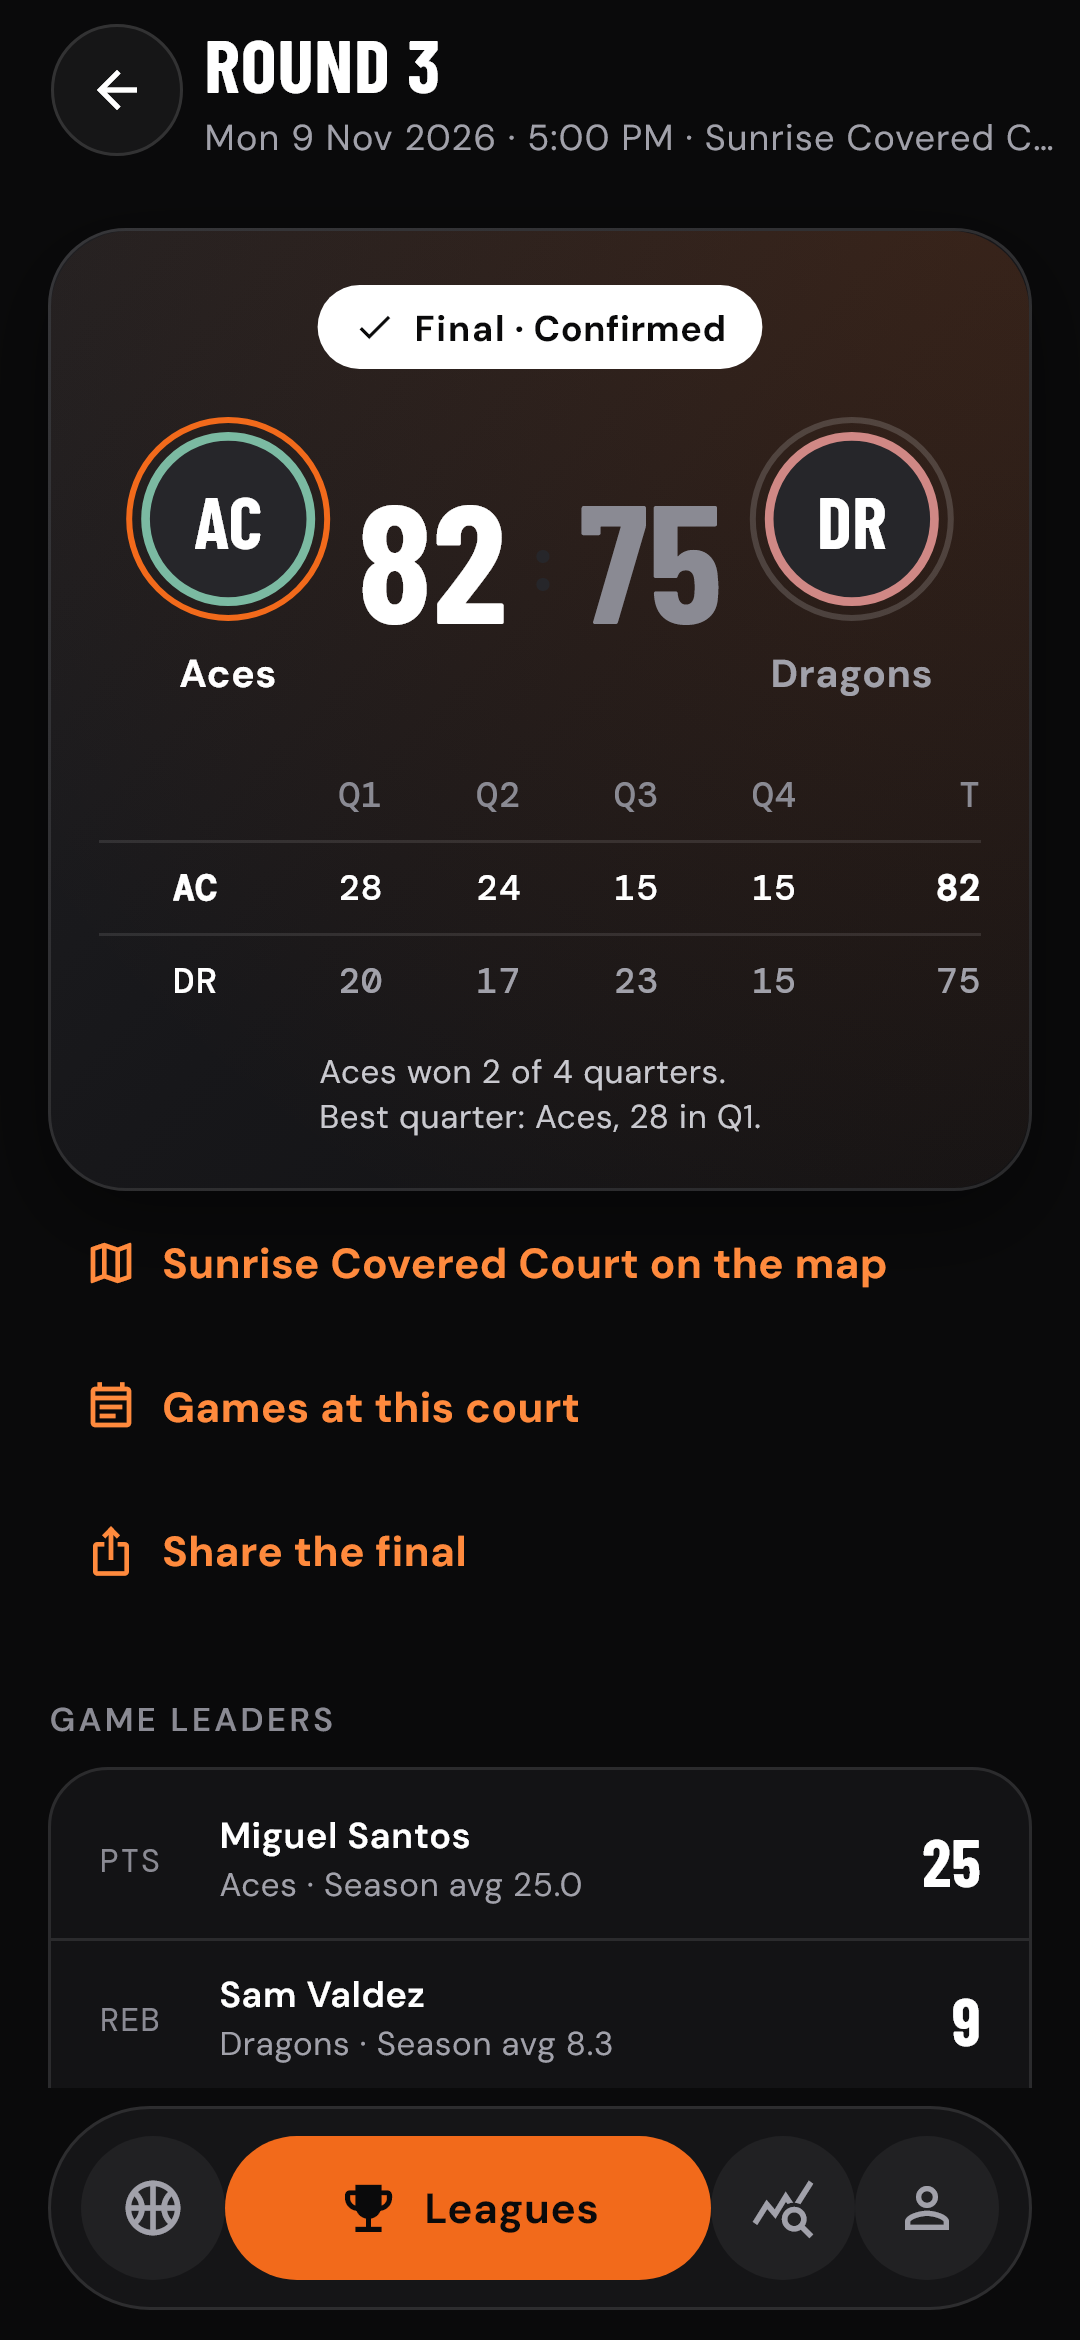 ROUND 3
Mon 9 Nov 2026 · 5:00 PM · Sunrise Covered C...
Final · Confirmed
AC 82 : 75 DR
Aces Dragons
Q1 Q2 Q3 Q4 T
AC 28 24 15 15 82
DR 20 17 23 15 75
Aces won 2 of 4 quarters.
Best quarter: Aces, 28 in Q1.
Sunrise Covered Court on the map
Games at this court
Share the final
GAME LEADERS
Miguel Santos
PTS 25
Aces · Season avg 25.0
Sam Valdez
REB 9
Dragons · Season avg 8.3
Leagues